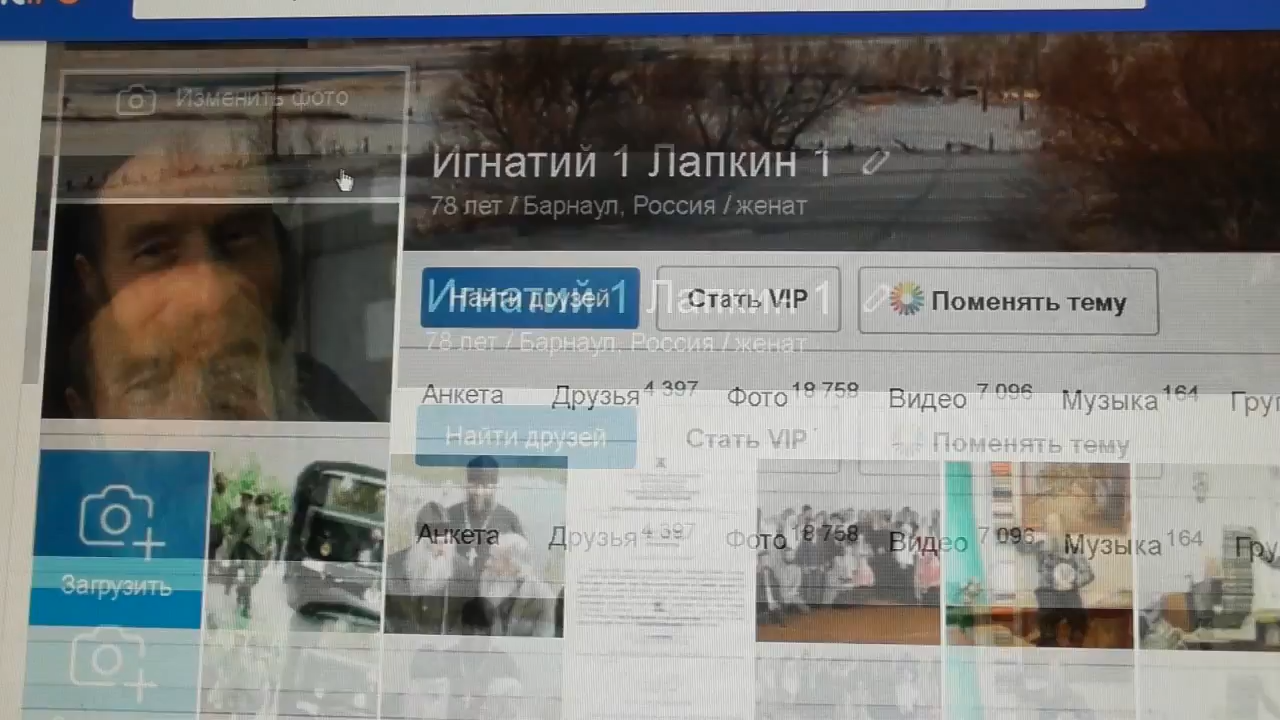 Изменить фото
Игнатий 1 Лапкин 1
78 лет / Барнаул, Россия / женат
Найти друзей
Стать VIP
Поменять тему
Игнатий 1 Лапкин 1
78 лет / Барнаул, Россия / женат
Анкета Друзья 4 397 Фото 18 758 Видео 7 096 Музыка 164
Найти друзей
Стать VIP
Поменять тему
Анкета Друзья 4 397 Фото 18 758 Видео 7 096 Музыка 164
Загрузить